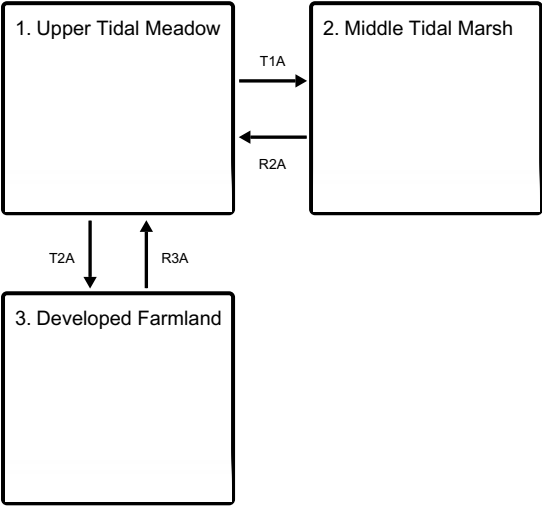 1. Upper Tidal Meadow
2. Middle Tidal Marsh
T1A
R2A
T2A
R3A
3. Developed Farmland